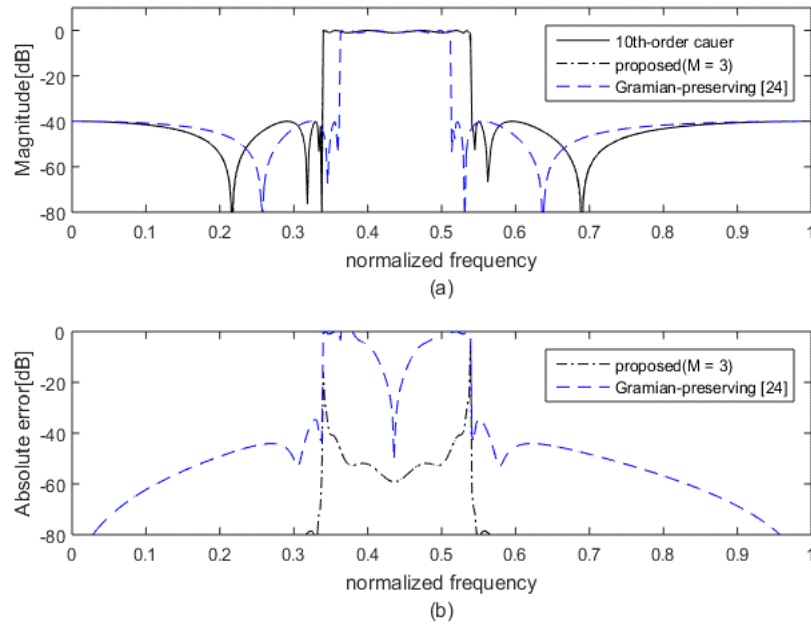 0
-20
-40
-60
-80
Magnitude[dB]
10th-order cauer
proposed(M = 3)
Gramian-preserving [24]
0 0.1 0.2 0.3 0.4 0.5 0.6 0.7 0.8 0.9 1
normalized frequency
(a)
0
-20
-40
-60
-80
Absolute error[dB]
proposed(M = 3)
Gramian-preserving [24]
0 0.1 0.2 0.3 0.4 0.5 0.6 0.7 0.8 0.9 1
normalized frequency
(b)